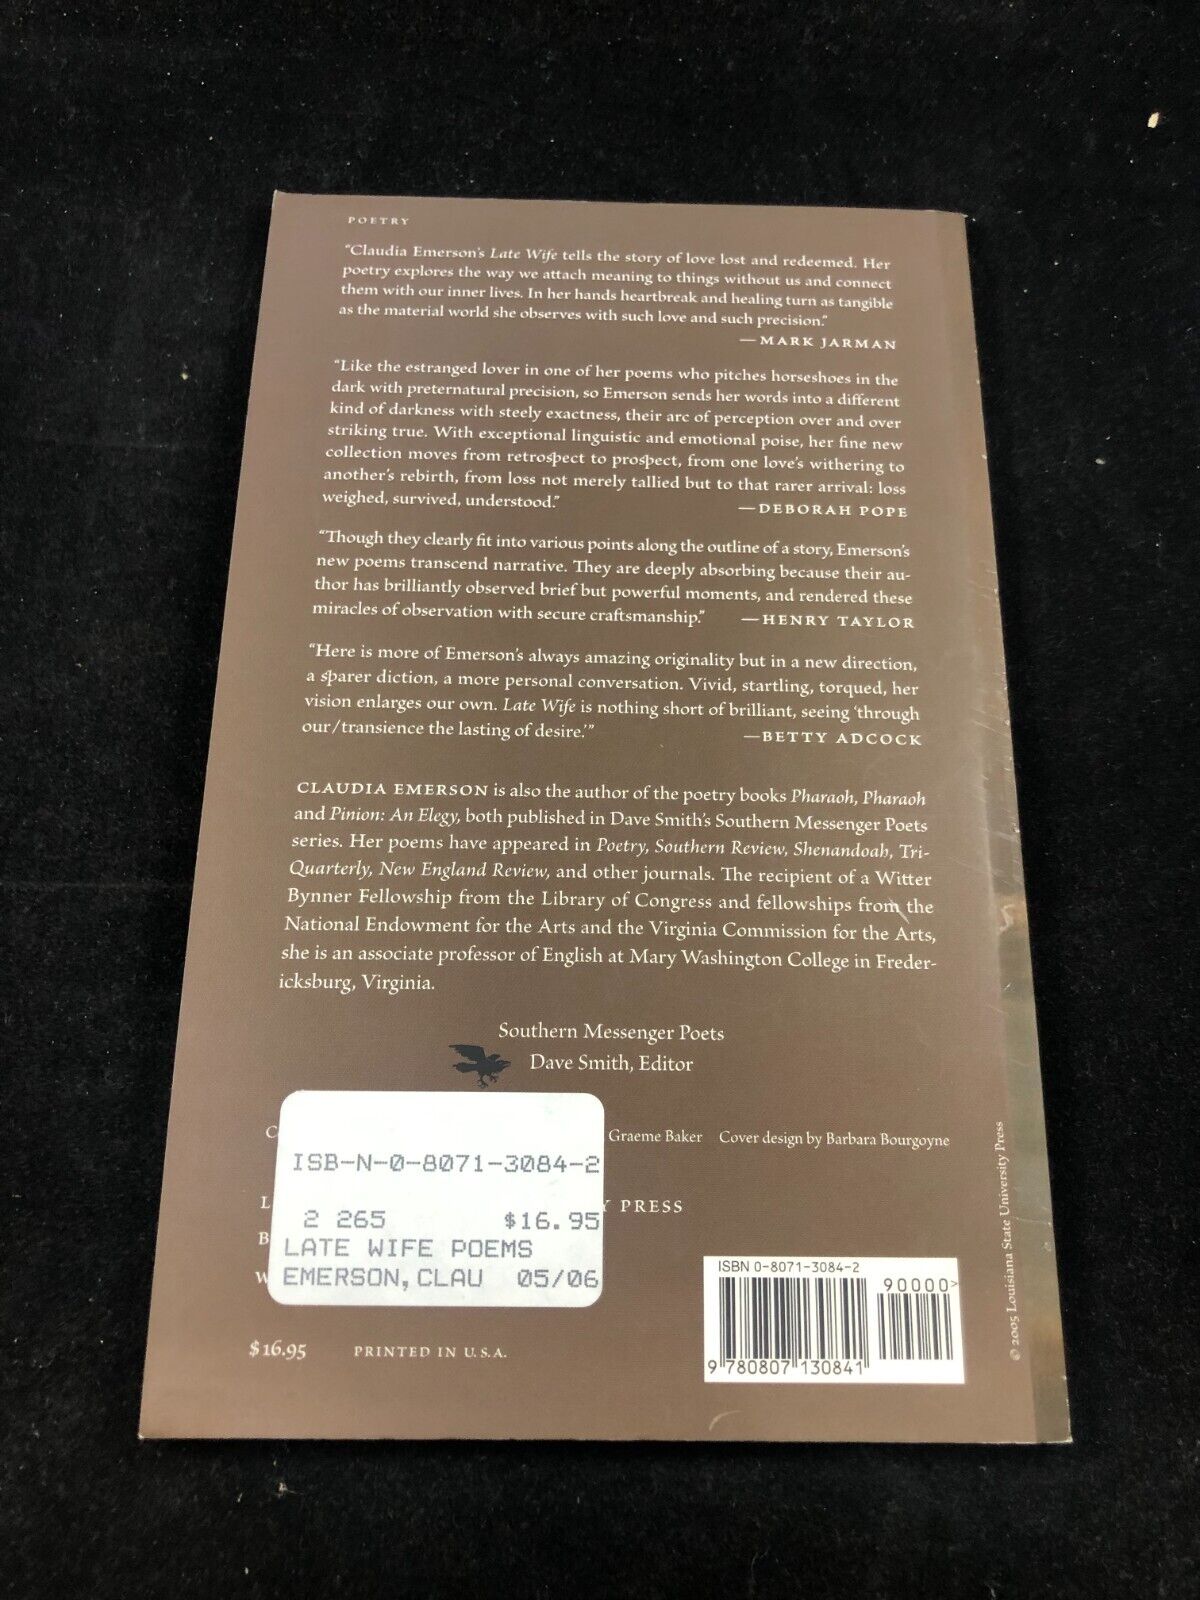 POETRY
“Claudia Emerson’s Late Wife tells the story of love lost and redeemed. Her
poetry explores the way we attach meaning to things without us and connect
them with our inner lives. In her hands heartbreak and healing turn as tangible
as the material world she observes with such love and such precision.”
—MARK JARMAN
“Like the estranged lover in one of her poems who pitches horseshoes in the
dark with preternatural precision, so Emerson sends her words into a different
kind of darkness with steely exactness, their arc of perception over and over
striking true. With exceptional linguistic and emotional poise, her fine new
collection moves from retrospect to prospect, from one love’s withering to
another’s rebirth, from loss not merely tallied but to that rarer arrival: loss
weighed, survived, understood.” —DEBORAH POPE
“Though they clearly fit into various points along the outline of a story, Emerson’s
new poems transcend narrative. They are deeply absorbing because their au-
thor has brilliantly observed brief but powerful moments, and rendered these
miracles of observation with secure craftsmanship.” —HENRY TAYLOR
“Here is more of Emerson’s always amazing originality but in a new direction,
a sparer diction, a more personal conversation. Vivid, startling, torqued, her
vision enlarges our own. Late Wife is nothing short of brilliant, seeing ‘through
our/transience the lasting of desire.’” —BETTY ADCOCK
CLAUDIA EMERSON is also the author of the poetry books Pharaoh, Pharaoh
and Pinion: An Elegy, both published in Dave Smith’s Southern Messenger Poets
series. Her poems have appeared in Poetry, Southern Review, Shenandoah, Tri-
Quarterly, New England Review, and other journals. The recipient of a Witter
Bynner Fellowship from the Library of Congress and fellowships from the
National Endowment for the Arts and the Virginia Commission for the Arts,
she is an associate professor of English at Mary Washington College in Freder-
icksburg, Virginia.
Southern Messenger Poets
Dave Smith, Editor
Graeme Baker Cover design by Barbara Bourgoyne
PRESS
ISB-N-0-8071-3084-2
2 265 $16.95
LATE WIFE POEMS
EMERSON,CLAU 05/06
$16.95 PRINTED IN U.S.A.
ISBN 0-8071-3084-2
90000>
9 780807 130841
© 2005 Louisiana State University Press